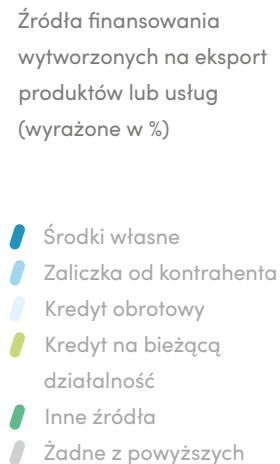 Źródła finansowania
wytworzonych na eksport
produktów lub usług
(wyrażone w %)
Środki własne
Zaliczka od kontrahenta
Kredyt obrotowy
Kredyt na bieżącą
działalność
Inne źródła
Żadne z powyższych